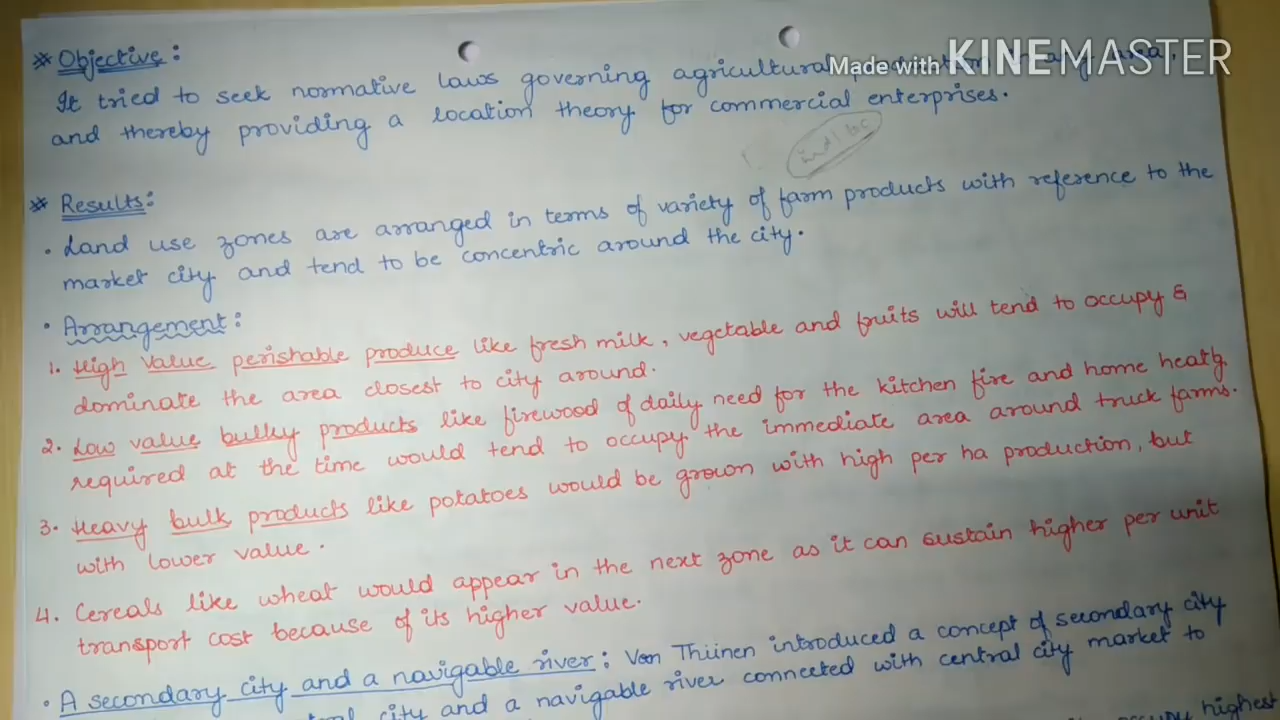 * Objective :
Made with KINEMASTER
It tried to seek normative laws governing agricultural in any area,
and thereby providing a location theory for commercial enterprises.
* Results:
• Land use zones are arranged in terms of variety of farm products with reference to the
market city and tend to be concentric around the city.
• Arrangement :
1. High value perishable produce like fresh milk, vegetable and fruits will tend to occupy &
dominate the area closest to city around.
2. Low value bulky products like firewood of daily need for the kitchen fire and home heatg
required at the time would tend to occupy the immediate area around truck farms.
3. Heavy bulk products like potatoes would be grown with high per ha production, but
with lower value.
4. Cereals like wheat would appear in the next zone as it can sustain higher per unit
transport cost because of its higher value.
• A secondary city and a navigable river : Von Thiinen introduced a concept of secondary city
city and a navigable river connected with central city market to
highest